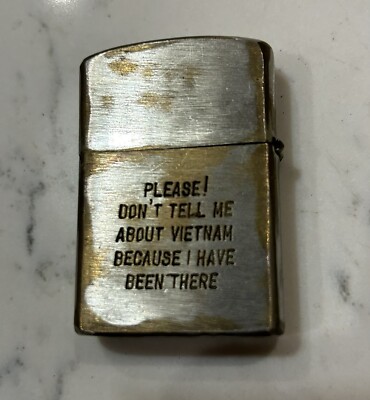 PLEASE!
DON'T TELL ME
ABOUT VIETNAM
BECAUSE I HAVE
BEEN THERE